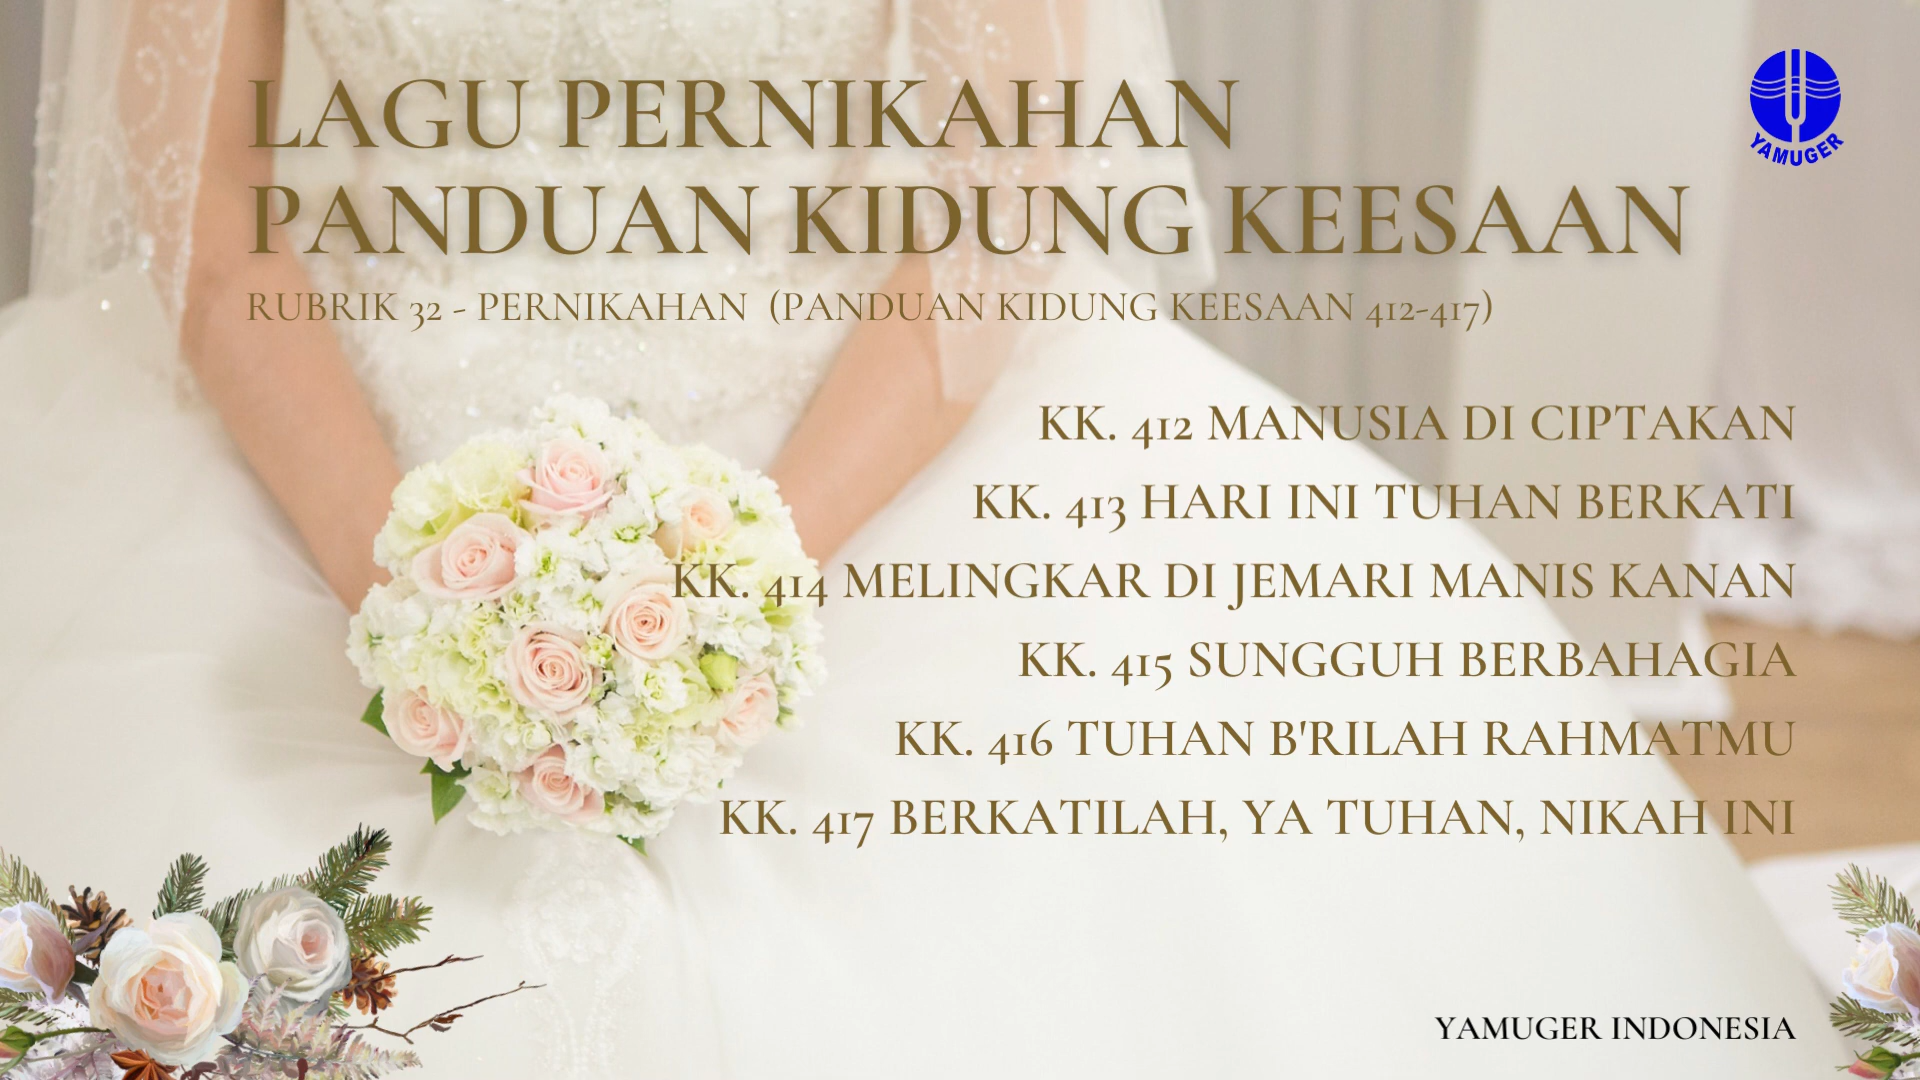 LAGU PERNIKAHAN
PANDUAN KIDUNG KEESAAN
RUBRIK 32 - PERNIKAHAN (PANDUAN KIDUNG KEESAAN 412-417)
YAMUGER
KK. 412 MANUSIA DI CIPTAKAN
KK. 413 HARI INI TUHAN BERKATI
KK. 414 MELINGKAR DI JEMARI MANIS KANAN
KK. 415 SUNGGUH BERBAHAGIA
KK. 416 TUHAN B'RILAH RAHMATMU
KK. 417 BERKATILAH, YA TUHAN, NIKAH INI
YAMUGER INDONESIA